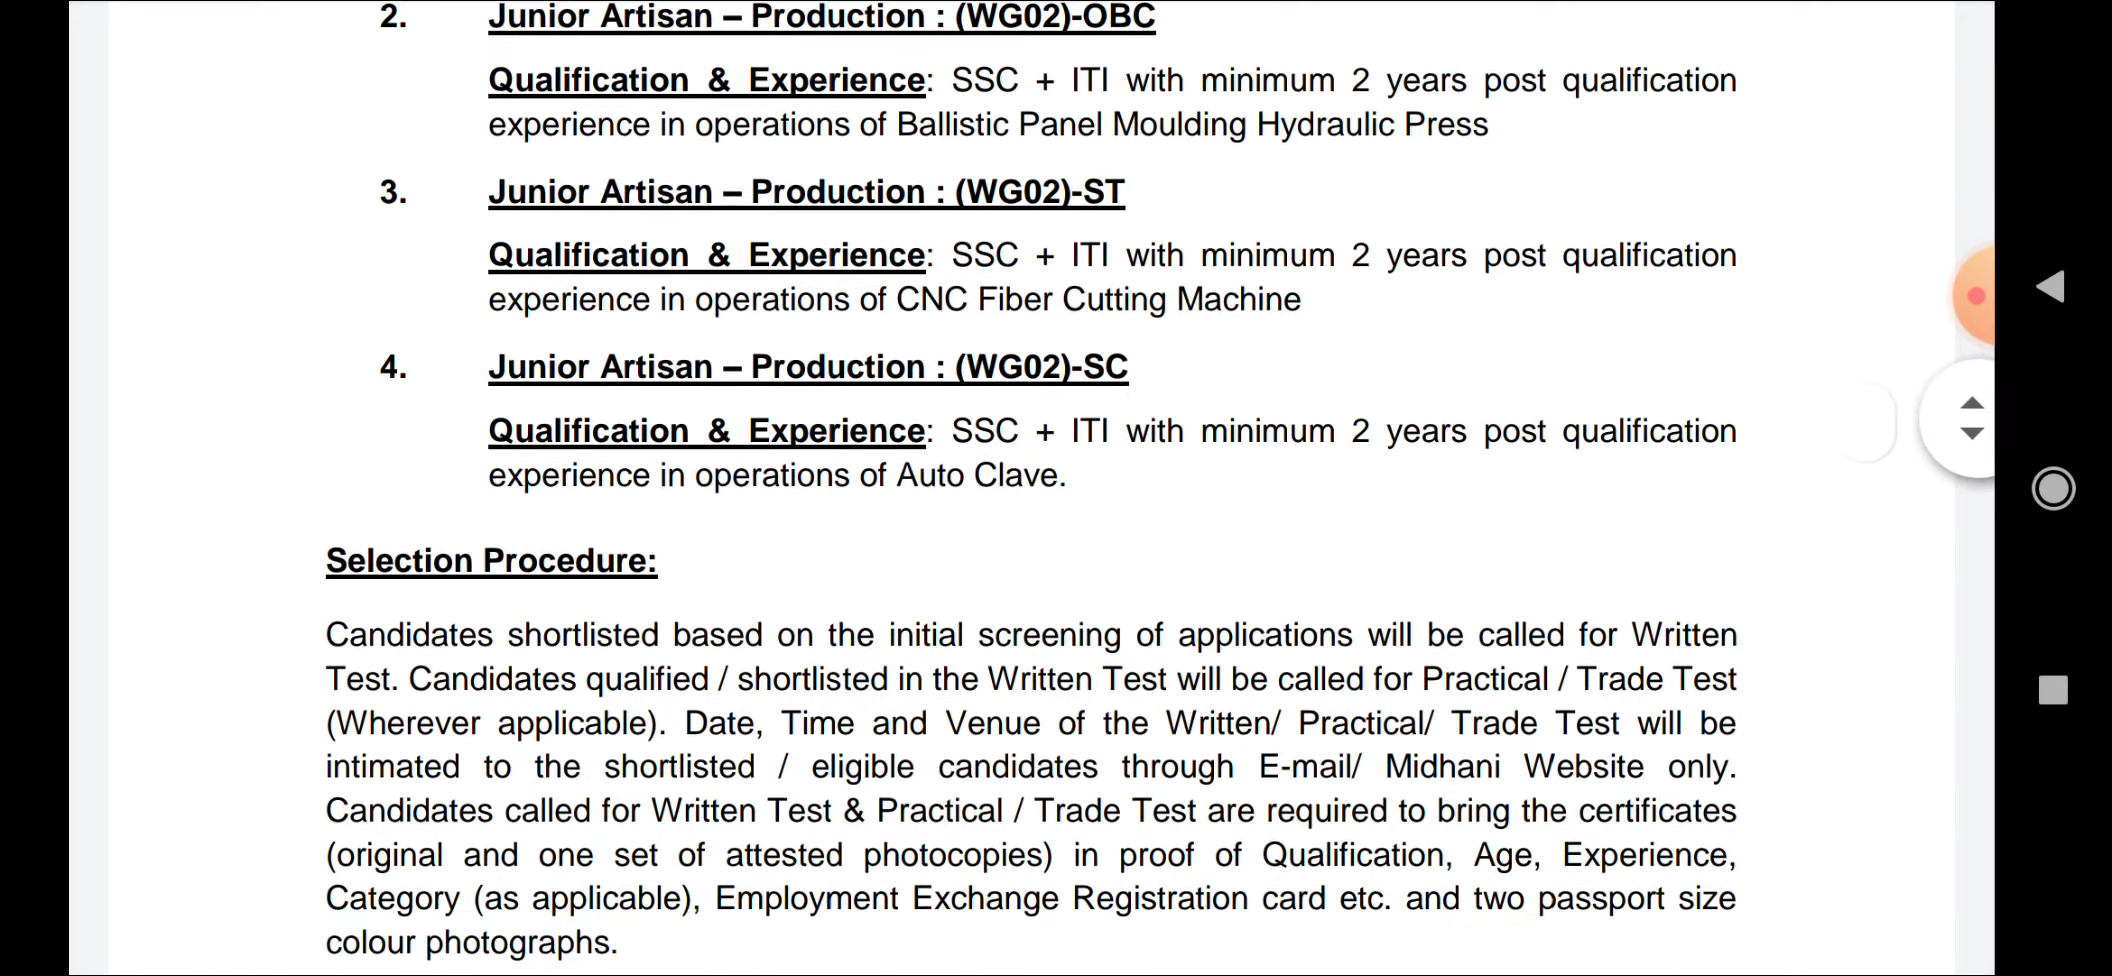 2. Junior Artisan – Production : (WG02)-OBC
Qualification & Experience: SSC + ITI with minimum 2 years post qualification
experience in operations of Ballistic Panel Moulding Hydraulic Press
3. Junior Artisan – Production : (WG02)-ST
Qualification & Experience: SSC + ITI with minimum 2 years post qualification
experience in operations of CNC Fiber Cutting Machine
4. Junior Artisan – Production : (WG02)-SC
Qualification & Experience: SSC + ITI with minimum 2 years post qualification
experience in operations of Auto Clave.
Selection Procedure:
Candidates shortlisted based on the initial screening of applications will be called for Written
Test. Candidates qualified / shortlisted in the Written Test will be called for Practical / Trade Test
(Wherever applicable). Date, Time and Venue of the Written/ Practical/ Trade Test will be
intimated to the shortlisted / eligible candidates through E-mail/ Midhani Website only.
Candidates called for Written Test & Practical / Trade Test are required to bring the certificates
(original and one set of attested photocopies) in proof of Qualification, Age, Experience,
Category (as applicable), Employment Exchange Registration card etc. and two passport size
colour photographs.